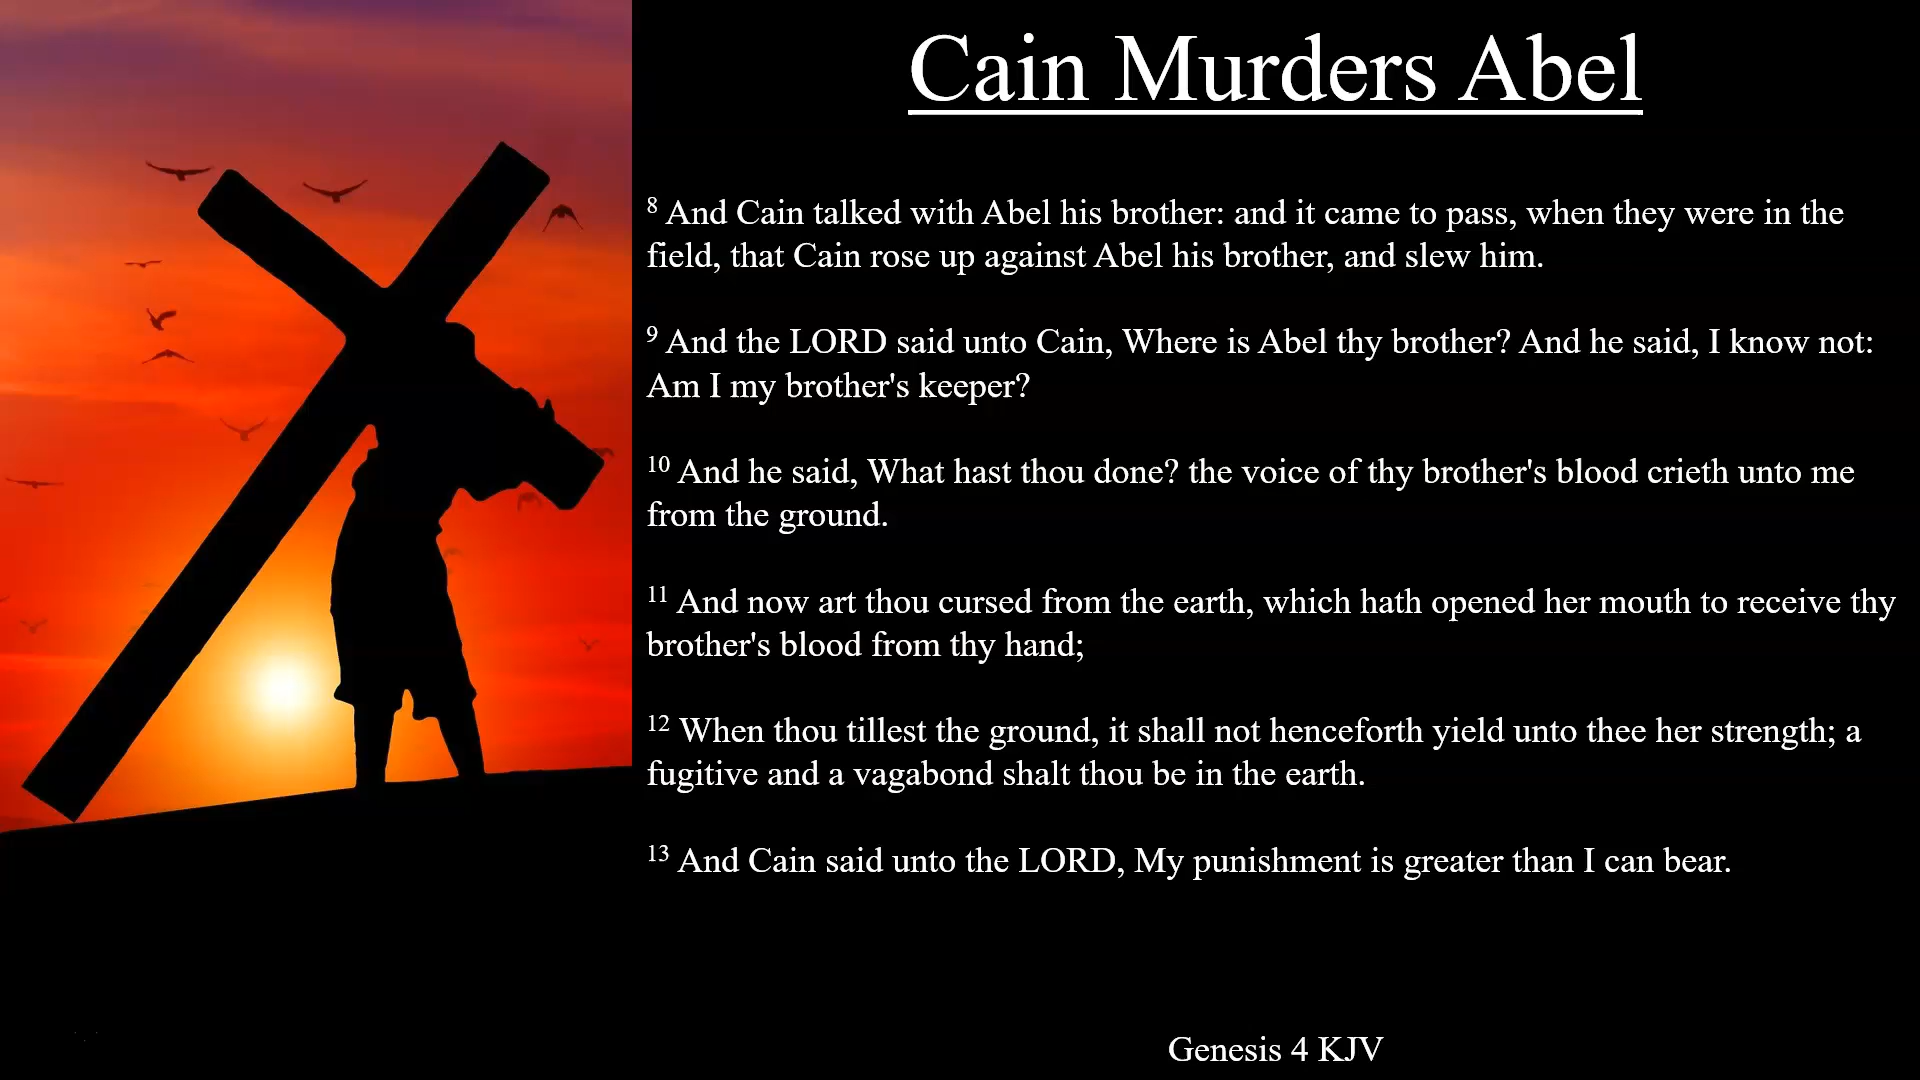 Cain Murders Abel
8 And Cain talked with Abel his brother: and it came to pass, when they were in the
field, that Cain rose up against Abel his brother, and slew him.
9 And the LORD said unto Cain, Where is Abel thy brother? And he said, I know not:
Am I my brother's keeper?
10 And he said, What hast thou done? the voice of thy brother's blood crieth unto me
from the ground.
11 And now art thou cursed from the earth, which hath opened her mouth to receive thy
brother's blood from thy hand;
12 When thou tillest the ground, it shall not henceforth yield unto thee her strength; a
fugitive and a vagabond shalt thou be in the earth.
13 And Cain said unto the LORD, My punishment is greater than I can bear.
Genesis 4 KJV